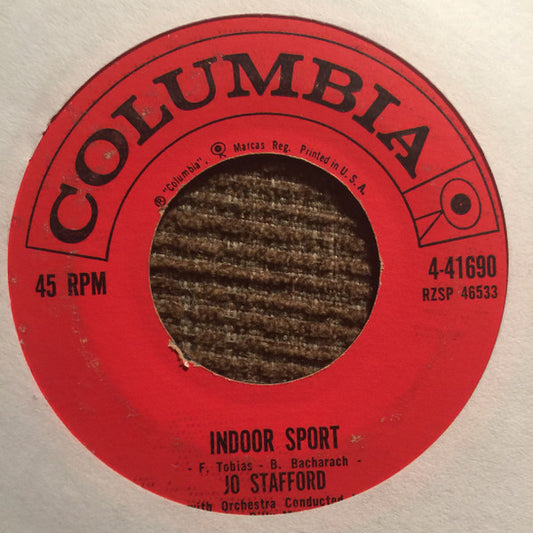 COLUMBIA
® "Columbia", Marcas Reg. Printed in U.S.A.
45 RPM
4-41690
RZSP 46533
INDOOR SPORT
- F. Tobias - B. Bacharach -
JO STAFFORD
with Orchestra Conducted